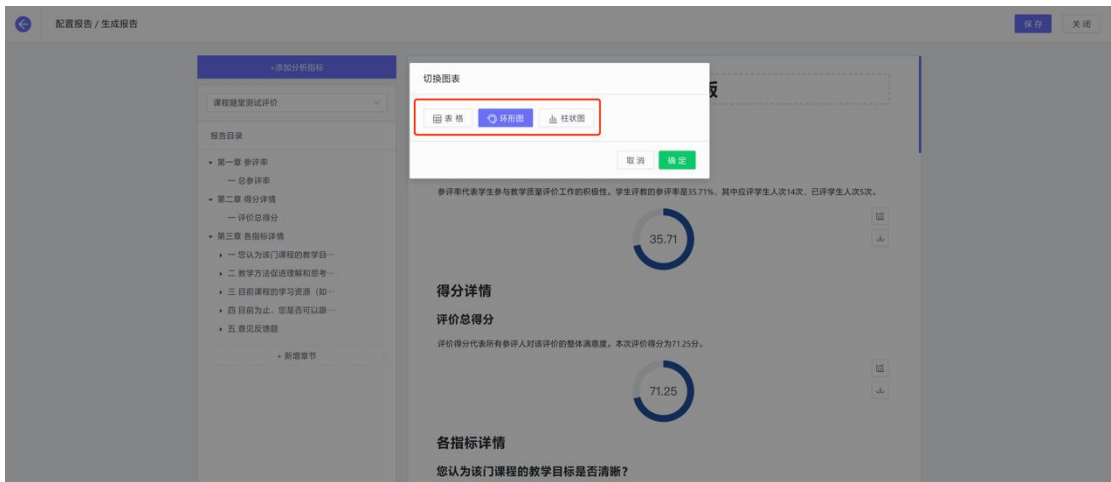 配置报告 / 生成报告
保存
关闭
+添加分析指标
课程随堂测试评价
报告目录
第一章 参评率
一 总参评率
第二章 得分详情
一 评价总得分
第三章 各指标详情
一 您认为该门课程的教学目…
二 教学方法促进理解和思考…
三 目前课程的学习资源（如…
四 目前为止，您是否可以跟…
五 意见反馈题
+ 新增章节
切换图表
表格
环形图
柱状图
取消
确定
版
参评率代表学生参与教学质量评价工作的积极性。学生评教的参评率是35.71%，其中应评学生人次14次，已评学生人次5次。
35.71
得分详情
评价总得分
评价得分代表所有参评人对该评价的整体满意度。本次评价得分为71.25分。
71.25
各指标详情
您认为该门课程的教学目标是否清晰？